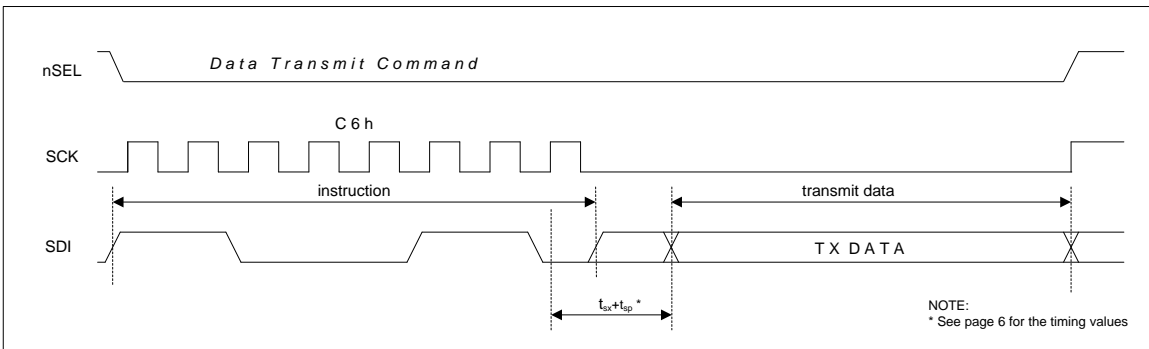 nSEL
Data Transmit Command
C6h
SCK
instruction
transmit data
SDI
TX DATA
tsx+tsp *
NOTE:
* See page 6 for the timing values